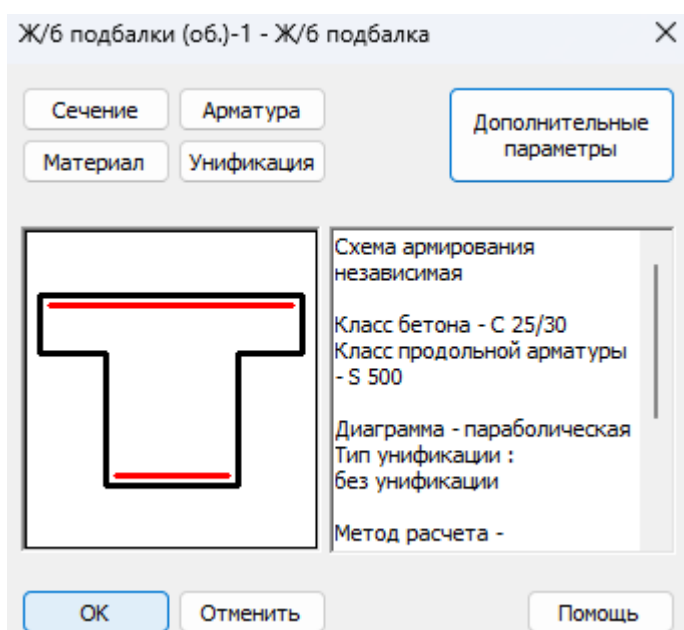 Ж/б подбалки (об.)-1 - Ж/б подбалка
Сечение
Арматура
Дополнительные
параметры
Материал
Унификация
Схема армирования
независимая
Класс бетона - C 25/30
Класс продольной арматуры
- S 500
Диаграмма - параболическая
Тип унификации :
без унификации
Метод расчета -
OK
Отменить
Помощь